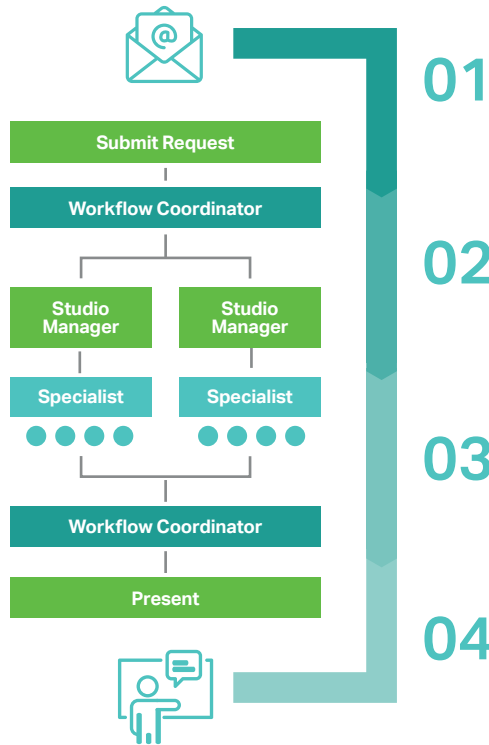 @
01
Submit Request
Workflow Coordinator
02
Studio
Manager
Studio
Manager
Specialist
Specialist
03
Workflow Coordinator
Present
04